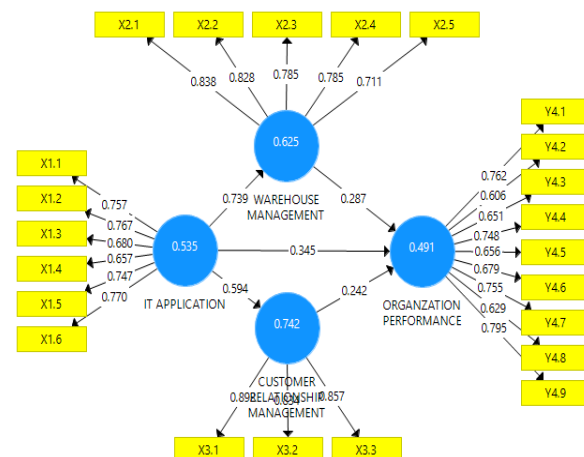 X2.1
X2.2
X2.3
X2.4
X2.5
0.838
0.828
0.785
0.785
0.711
0.625
WAREHOUSE
MANAGEMENT
X1.1
X1.2
X1.3
X1.4
X1.5
X1.6
0.757
0.767
0.680
0.657
0.747
0.770
0.535
IT APPLICATION
0.739
0.287
0.345
0.594
0.242
0.491
ORGANZATION
PERFORMANCE
0.762
0.606
0.651
0.748
0.656
0.679
0.755
0.629
0.795
Y4.1
Y4.2
Y4.3
Y4.4
Y4.5
Y4.6
Y4.7
Y4.8
Y4.9
0.742
CUSTOMER
RELATIONSHIP
MANAGEMENT
0.857
X3.1
X3.2
X3.3